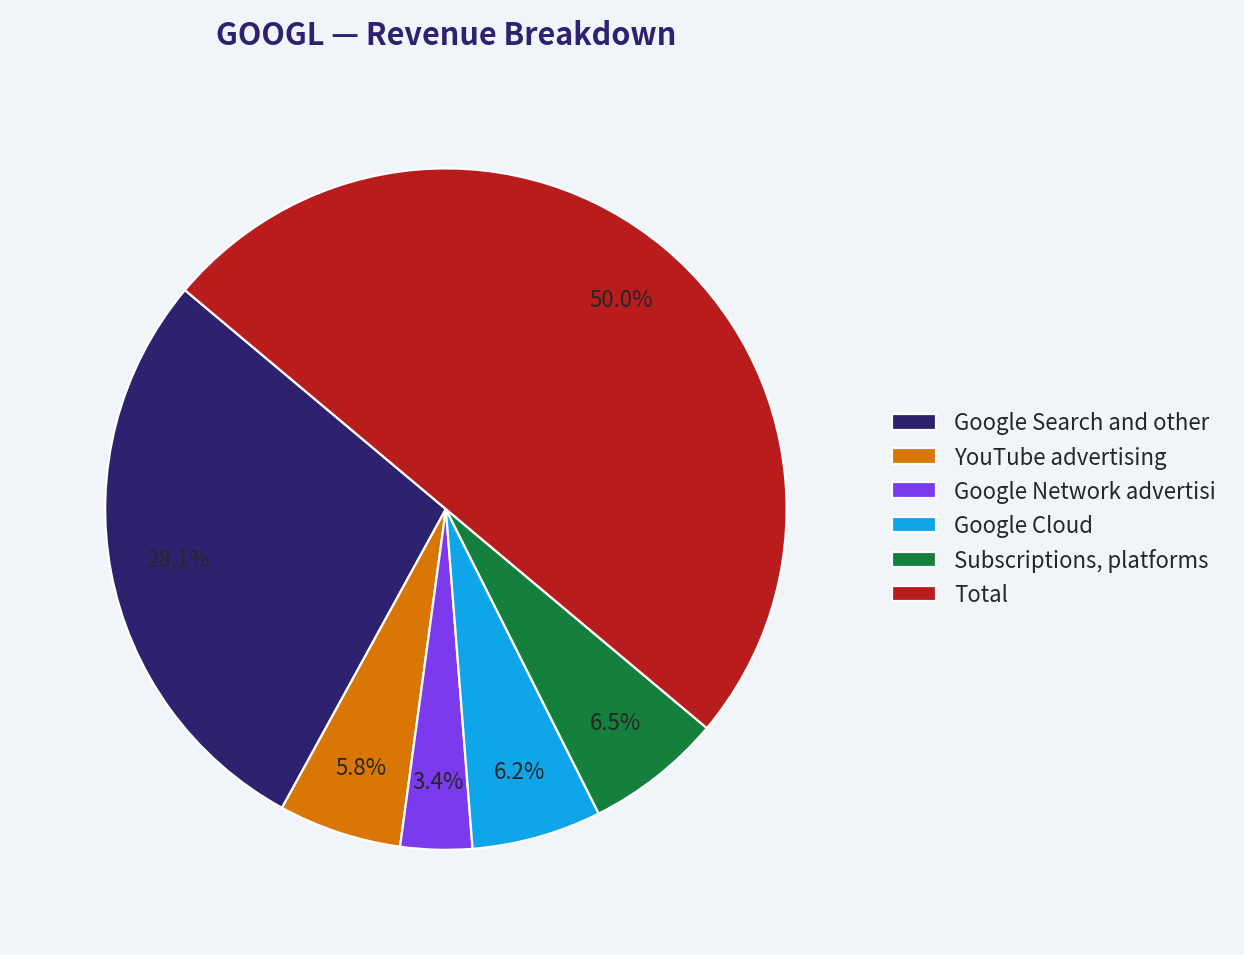 GOOGL — Revenue Breakdown
50.0%
28.1%
5.8%
3.4%
6.2%
6.5%
Google Search and other
YouTube advertising
Google Network advertisi
Google Cloud
Subscriptions, platforms
Total